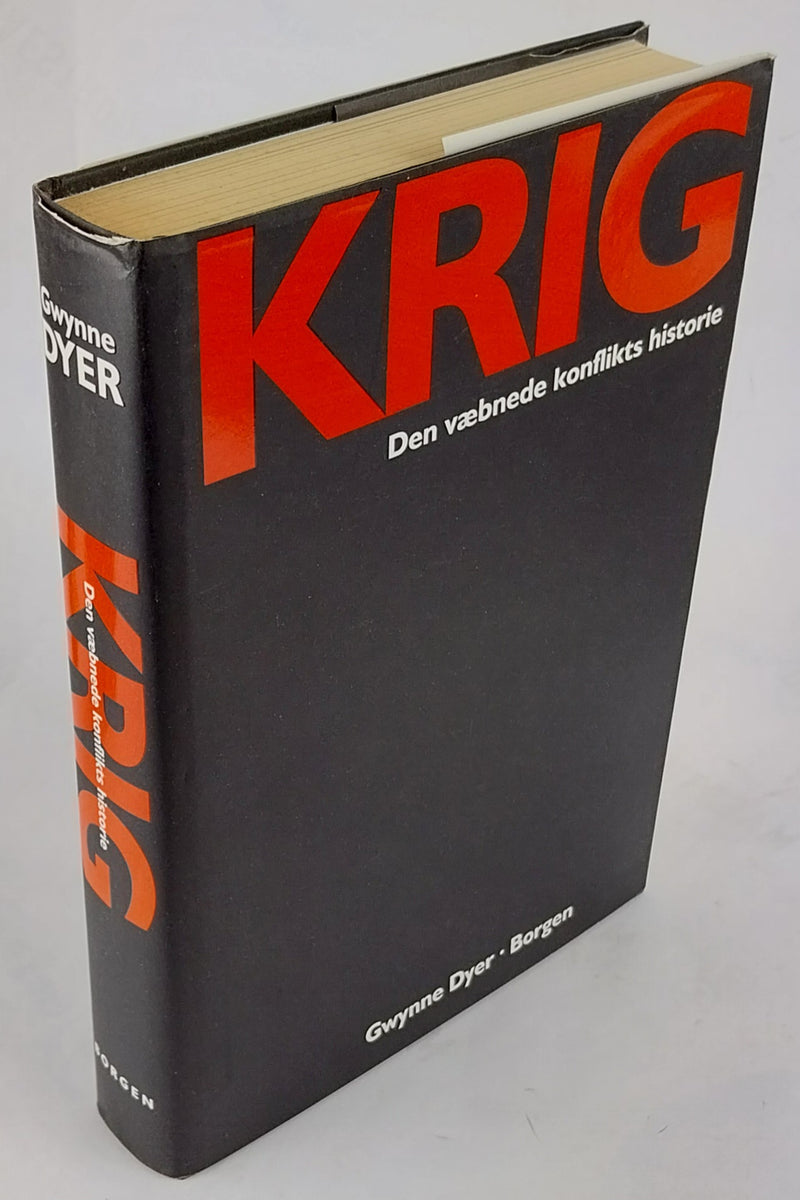 KRIG
Den væbnede konflikts historie
Gwynne Dyer · Borgen
Gwynne
DYER
KRIG
Den væbnede konflikts historie
BORGEN